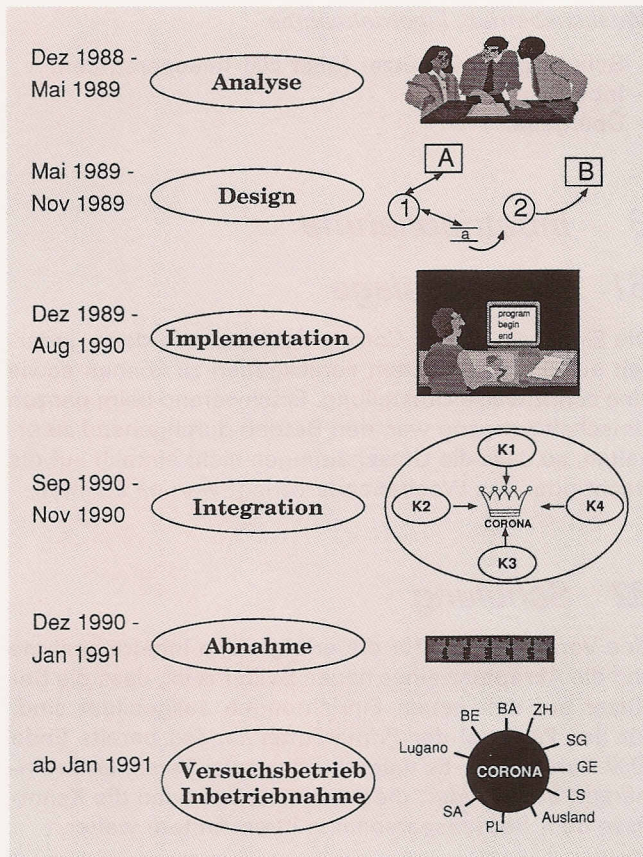 Dez 1988 -
Mai 1989
Analyse
Mai 1989 -
Nov 1989
Design
A
B
1
2
a
Dez 1989 -
Aug 1990
Implementation
program
begin
end
Sep 1990 -
Nov 1990
Integration
K1
K2
K4
CORONA
K3
Dez 1990 -
Jan 1991
Abnahme
ab Jan 1991
Versuchsbetrieb
Inbetriebnahme
BE
BA
ZH
Lugano
SG
CORONA
GE
LS
SA
PL
Ausland